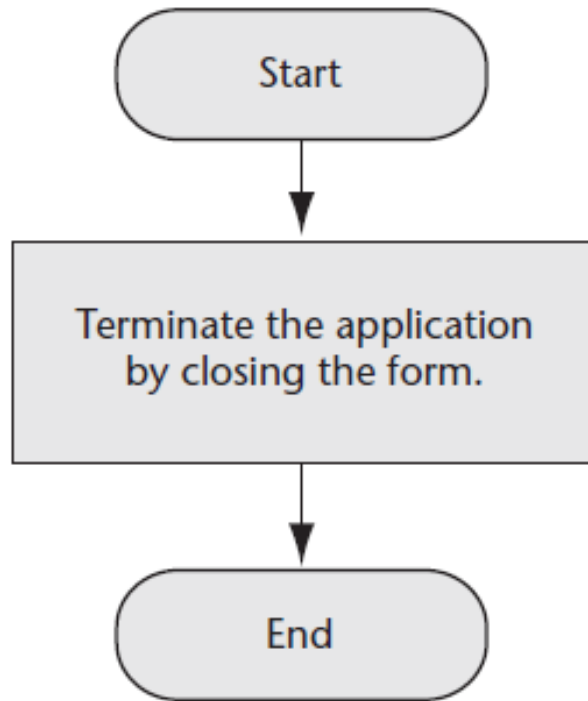 Start
Terminate the application
by closing the form.
End